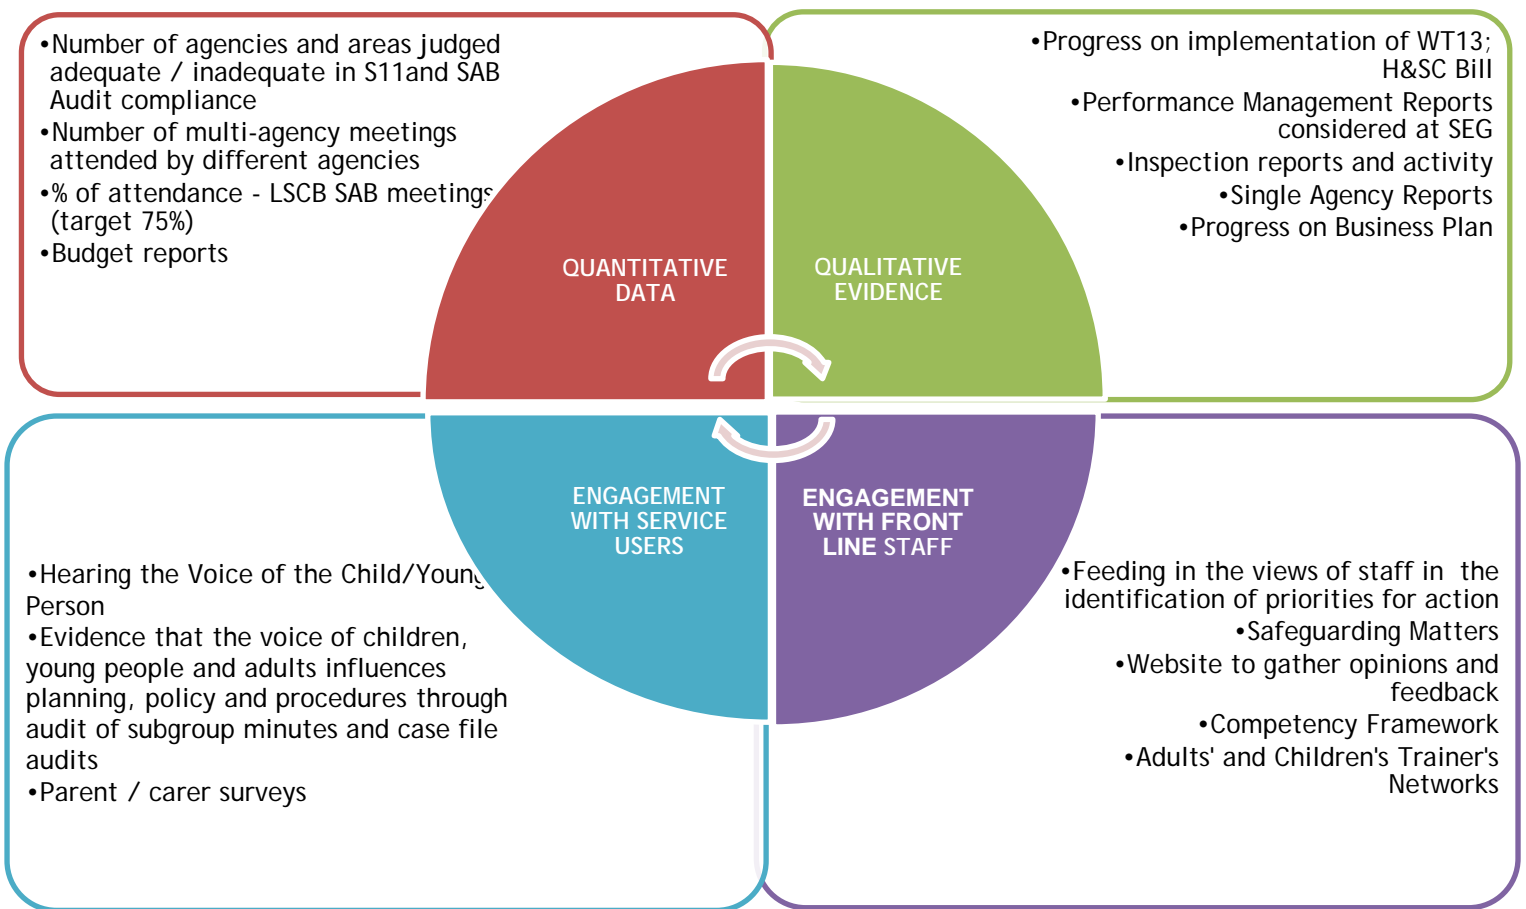 •Number of agencies and areas judged
adequate / inadequate in S11and SAB
Audit compliance
•Number of multi-agency meetings
attended by different agencies
•% of attendance - LSCB SAB meetings
(target 75%)
•Budget reports
•Progress on implementation of WT13;
H&SC Bill
•Performance Management Reports
considered at SEG
•Inspection reports and activity
•Single Agency Reports
•Progress on Business Plan
QUANTITATIVE
DATA
QUALITATIVE
EVIDENCE
ENGAGEMENT
WITH SERVICE
USERS
ENGAGEMENT
WITH FRONT
LINE STAFF
•Hearing the Voice of the Child/Young
Person
•Evidence that the voice of children,
young people and adults influences
planning, policy and procedures through
audit of subgroup minutes and case file
audits
•Parent / carer surveys
•Feeding in the views of staff in  the
identification of priorities for action
•Safeguarding Matters
•Website to gather opinions and
feedback
•Competency Framework
•Adults' and Children's Trainer's
Networks